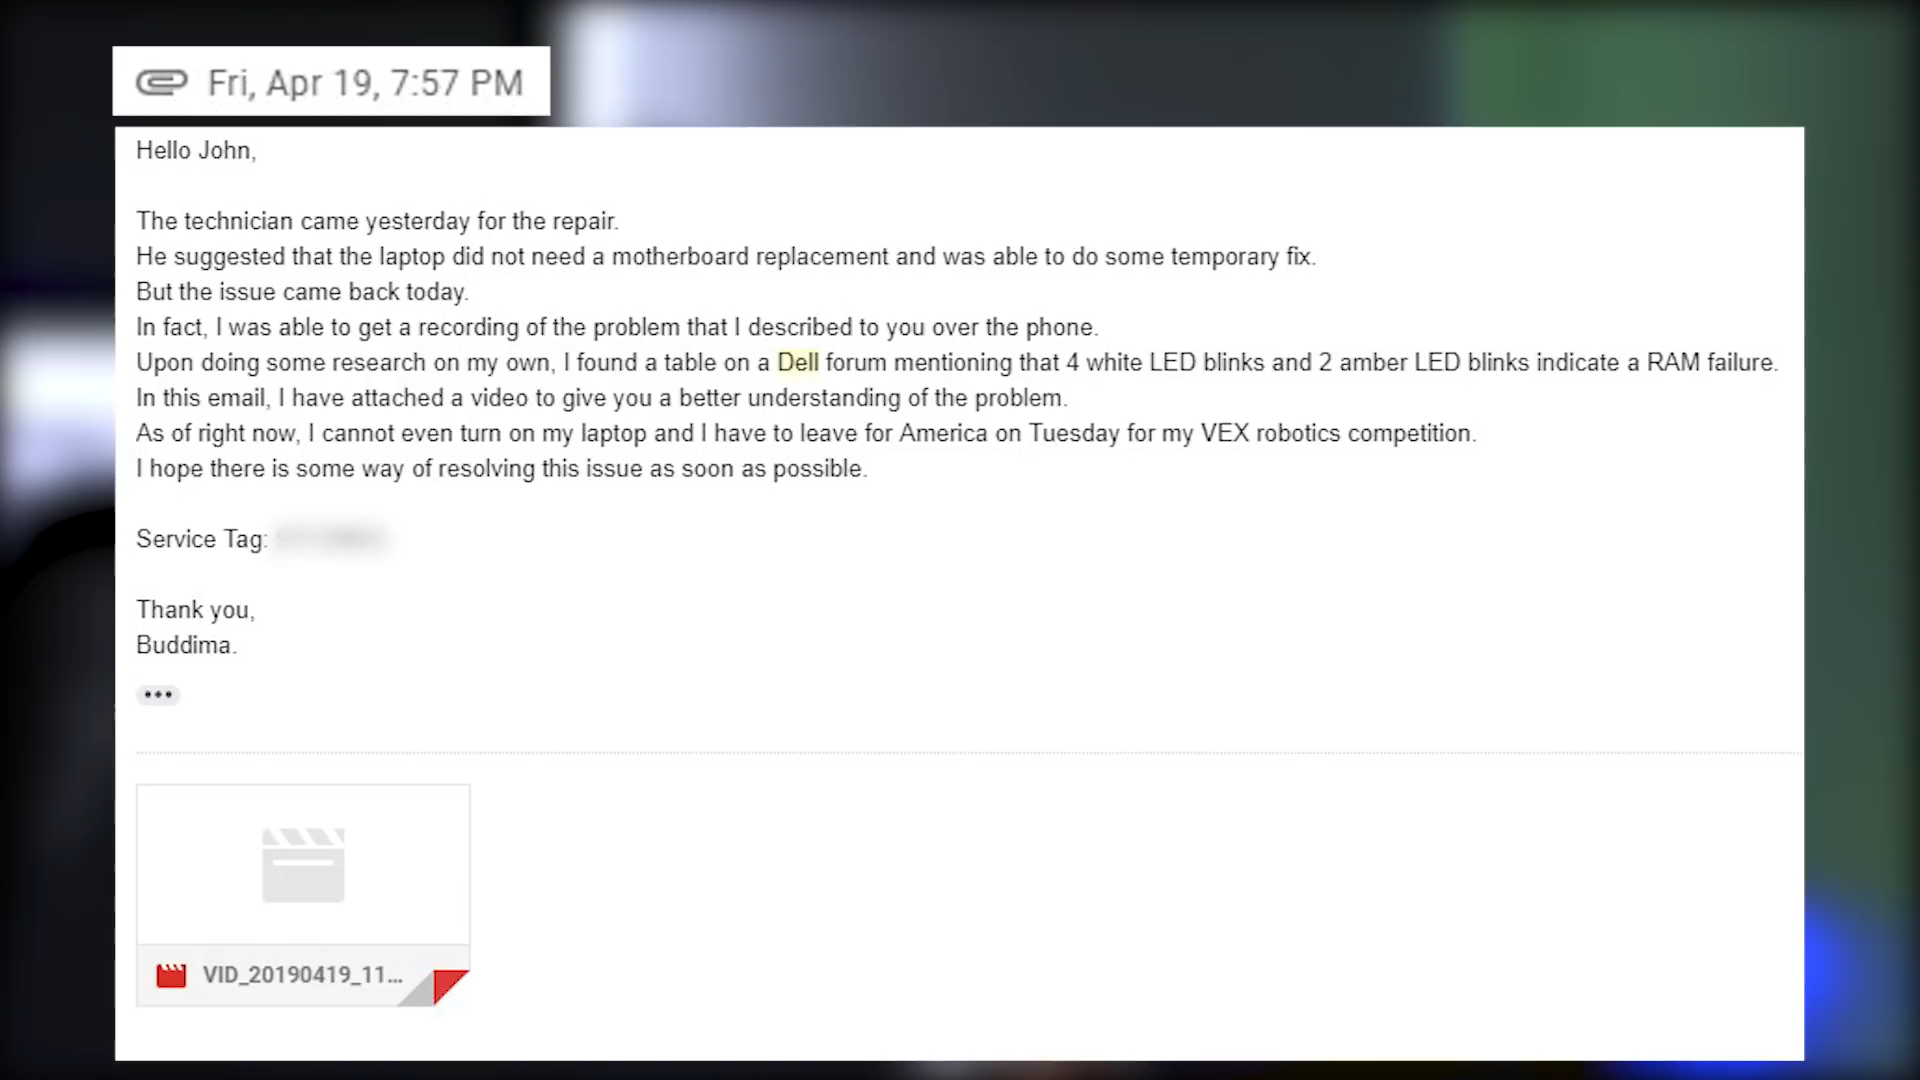 Fri, Apr 19, 7:57 PM
Hello John,
The technician came yesterday for the repair.
He suggested that the laptop did not need a motherboard replacement and was able to do some temporary fix.
But the issue came back today.
In fact, I was able to get a recording of the problem that I described to you over the phone.
Upon doing some research on my own, I found a table on a Dell forum mentioning that 4 white LED blinks and 2 amber LED blinks indicate a RAM failure.
In this email, I have attached a video to give you a better understanding of the problem.
As of right now, I cannot even turn on my laptop and I have to leave for America on Tuesday for my VEX robotics competition.
I hope there is some way of resolving this issue as soon as possible.
Service Tag:
Thank you,
Buddima.
VID_20190419_11...